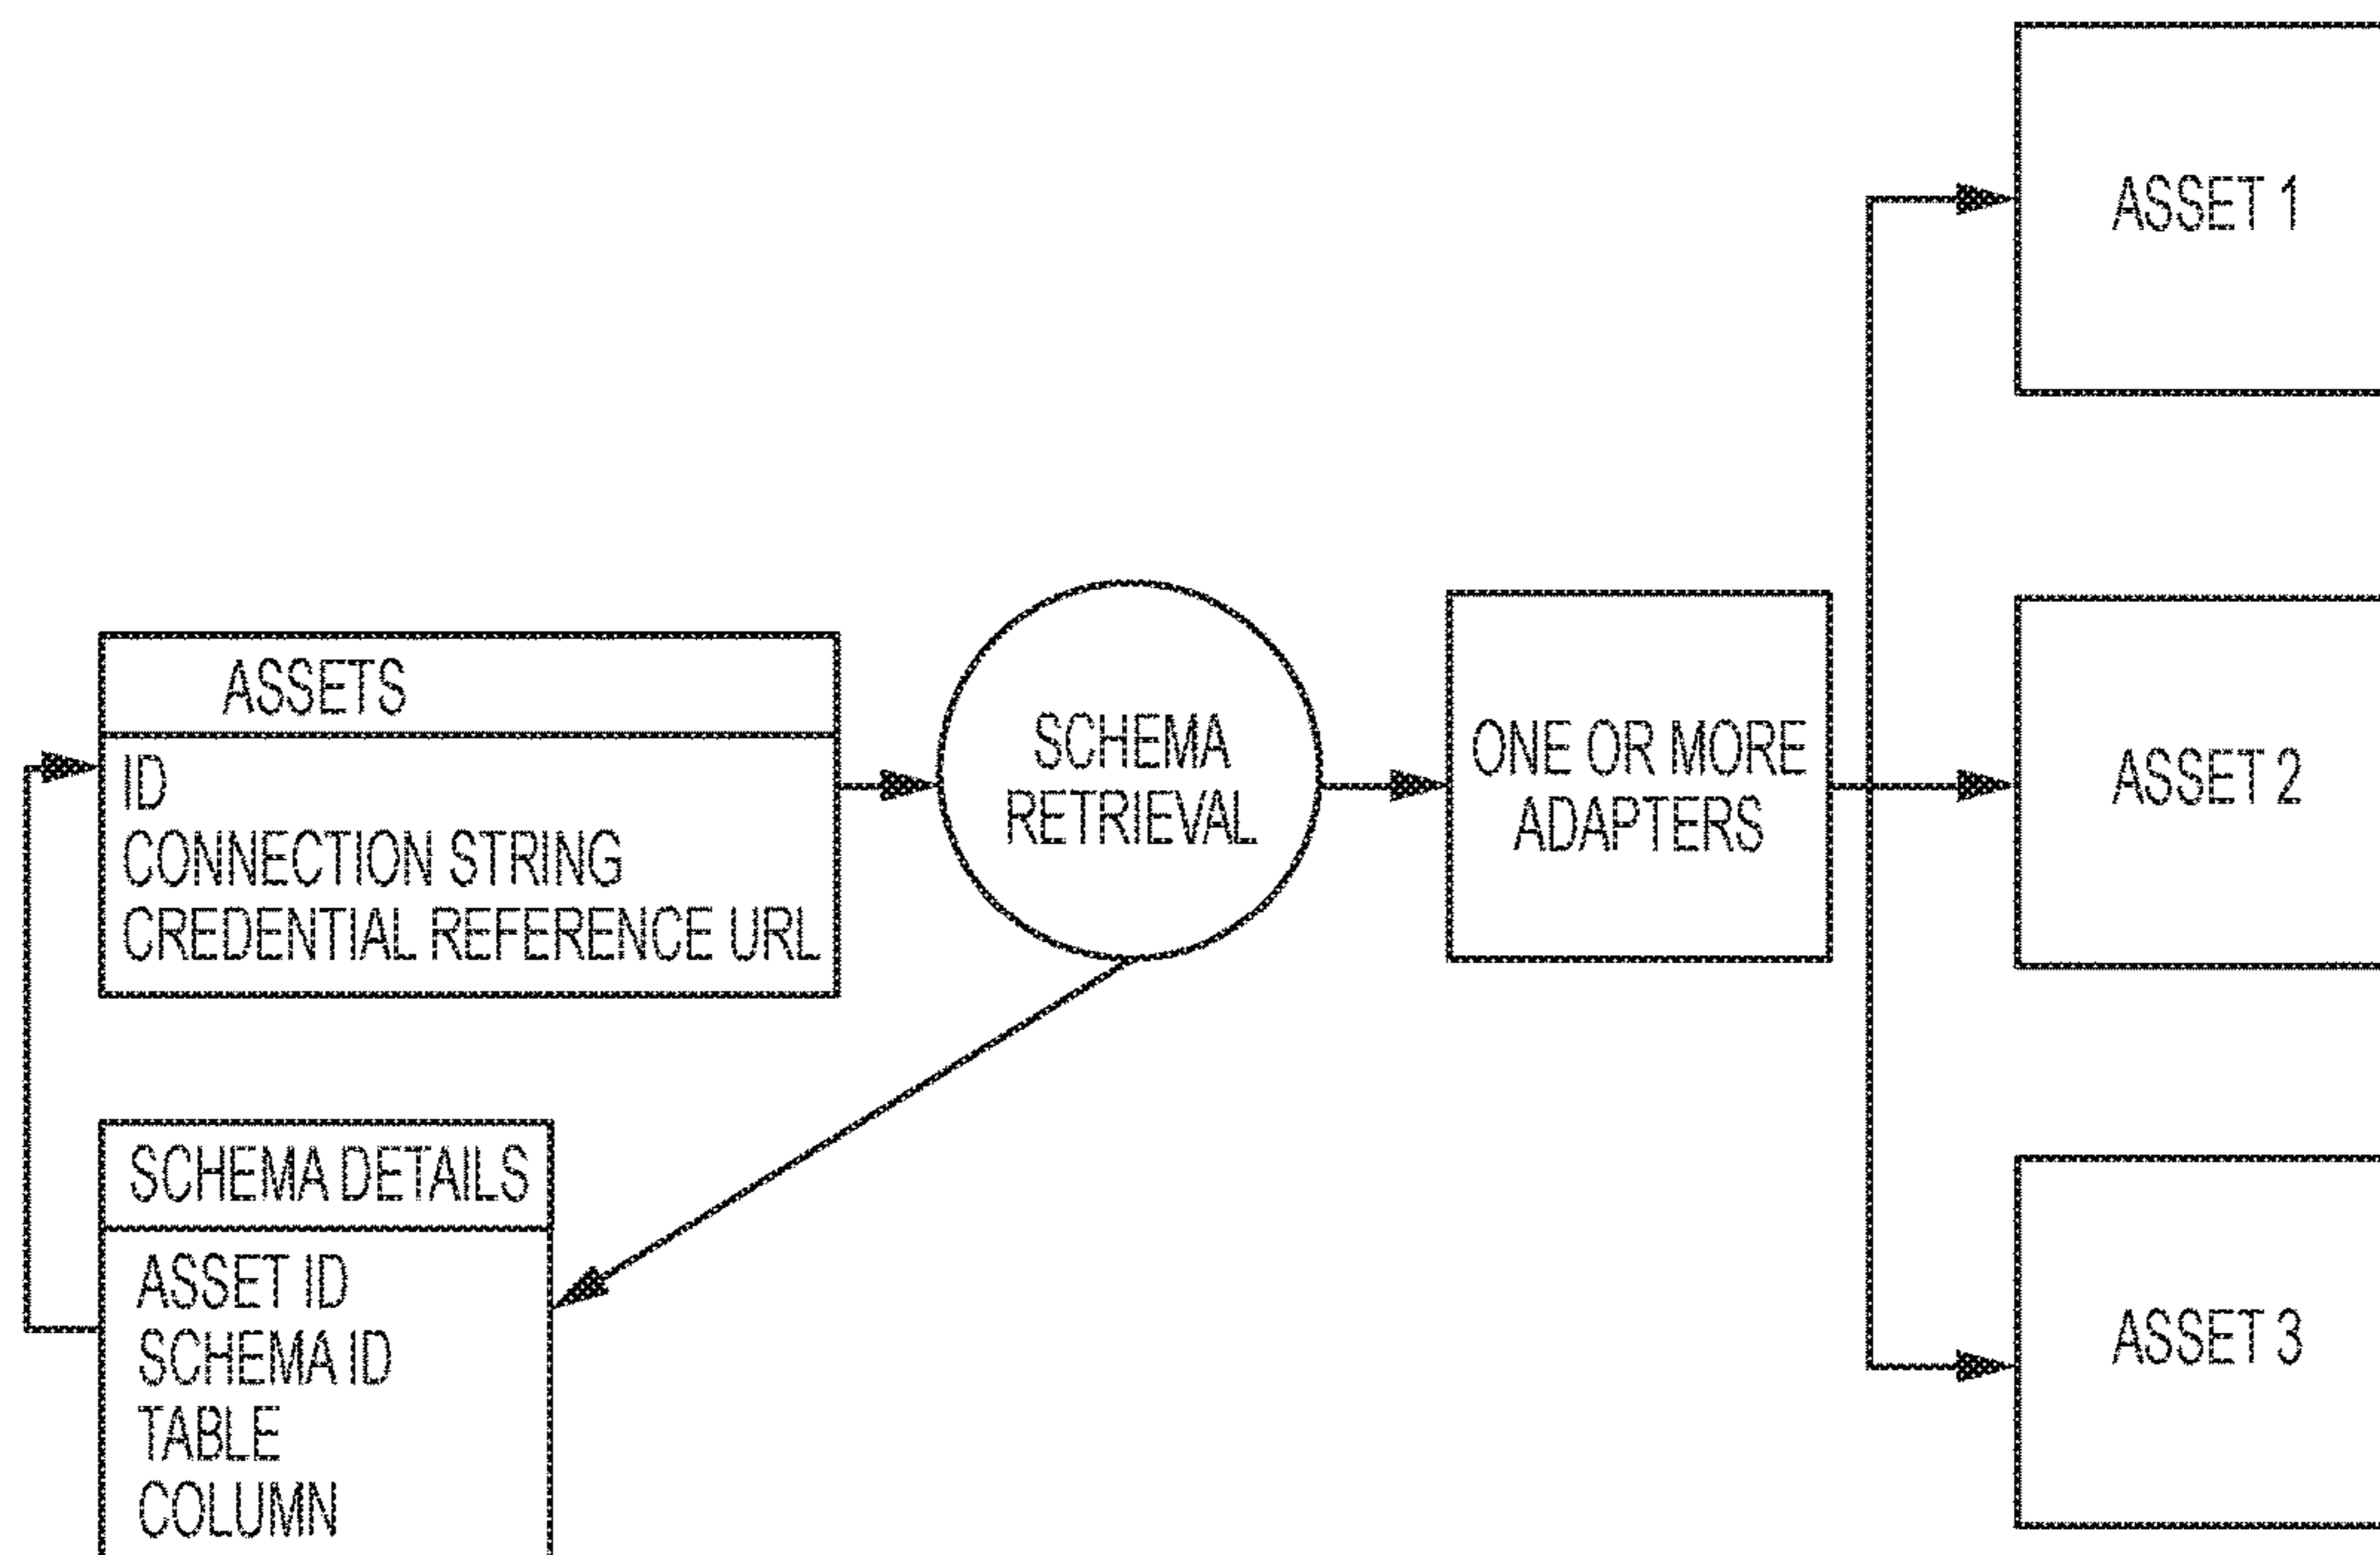 ASSETS
ID
CONNECTION STRING
CREDENTIAL REFERENCE URL
SCHEMA DETAILS
ASSET ID
SCHEMA ID
TABLE
COLUMN
SCHEMA
RETRIEVAL
ONE OR MORE
ADAPTERS
ASSET 1
ASSET 2
ASSET 3